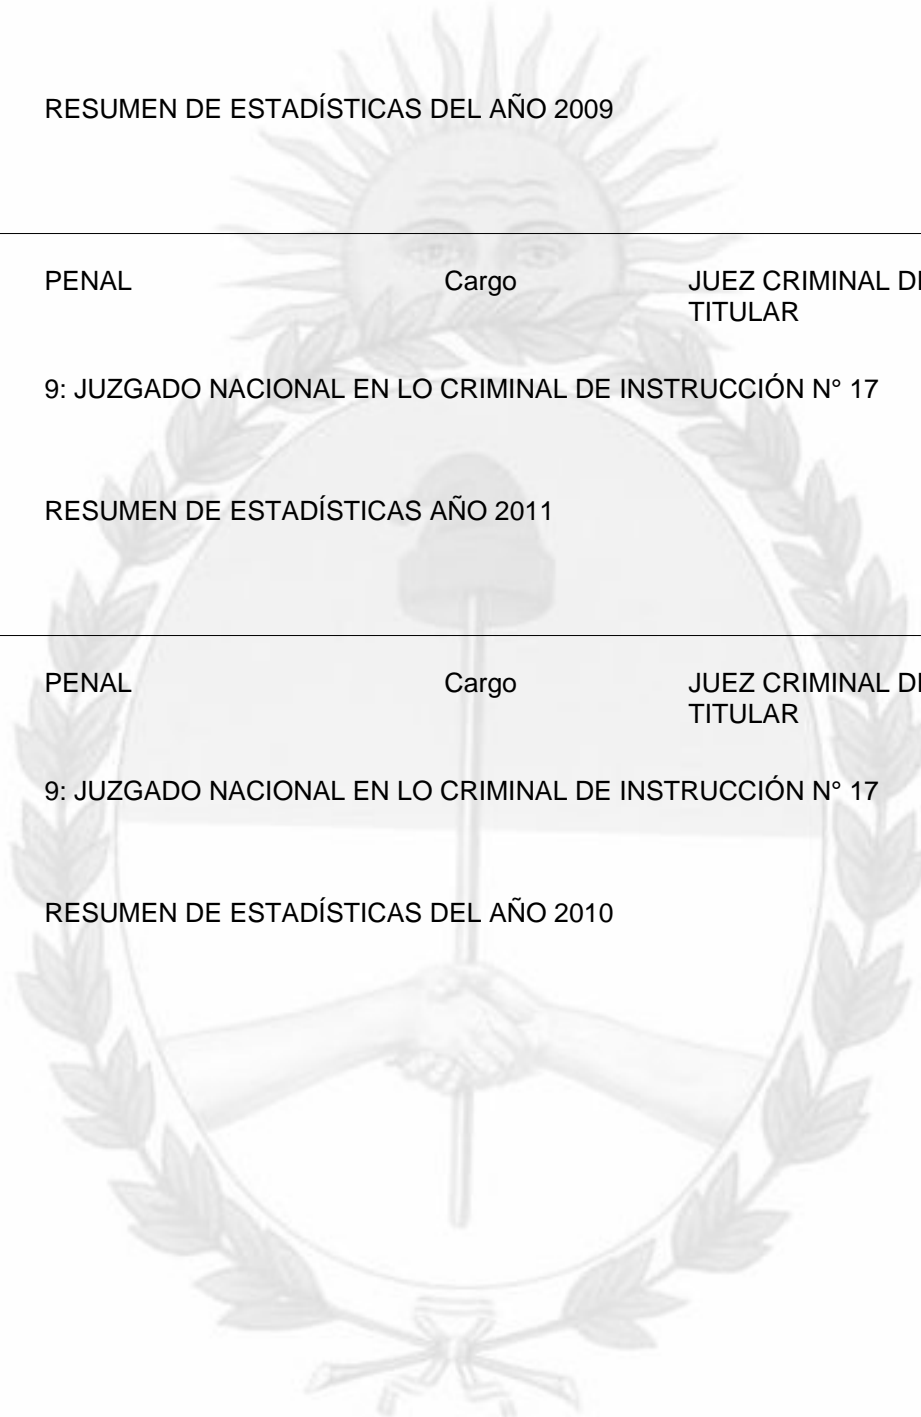 RESUMEN DE ESTADÍSTICAS DEL AÑO 2009
PENAL Cargo JUEZ CRIMINAL
TITULAR
9: JUZGADO NACIONAL EN LO CRIMINAL DE INSTRUCCIÓN N° 17
RESUMEN DE ESTADÍSTICAS AÑO 2011
PENAL Cargo JUEZ CRIMINAL
TITULAR
9: JUZGADO NACIONAL EN LO CRIMINAL DE INSTRUCCIÓN N° 17
RESUMEN DE ESTADÍSTICAS DEL AÑO 2010